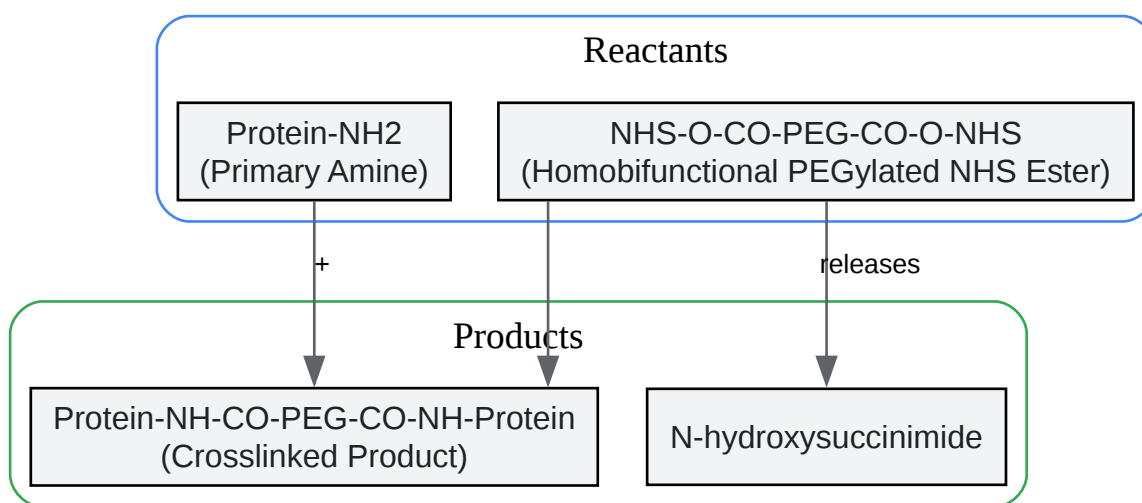 Reactants
Protein-NH2
(Primary Amine)
NHS-O-CO-PEG-CO-O-NHS
(Homobifunctional PEGylated NHS Ester)
+
releases
Products
Protein-NH-CO-PEG-CO-NH-Protein
(Crosslinked Product)
N-hydroxysuccinimide